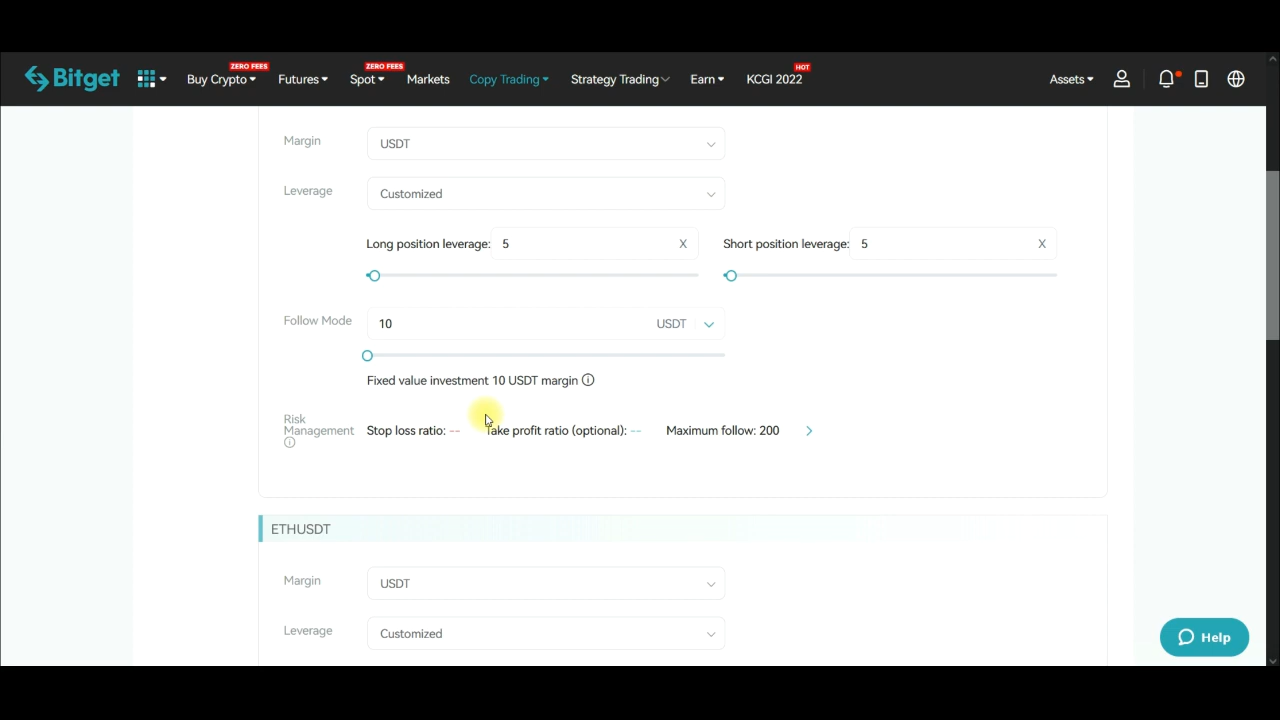 ZERO FEES ZERO FEES HOT
Bitget Buy Crypto Futures Spot Markets Copy Trading Strategy Trading Earn KCGI 2022 Assets
Margin USDT
Leverage Customized
Long position leverage: 5 X Short position leverage: 5 X
Follow Mode 10 USDT
Fixed value investment 10 USDT margin
Risk
Management Stop loss ratio: -- Take profit ratio (optional): -- Maximum follow: 200
ETHUSDT
Margin USDT
Leverage Customized
Help